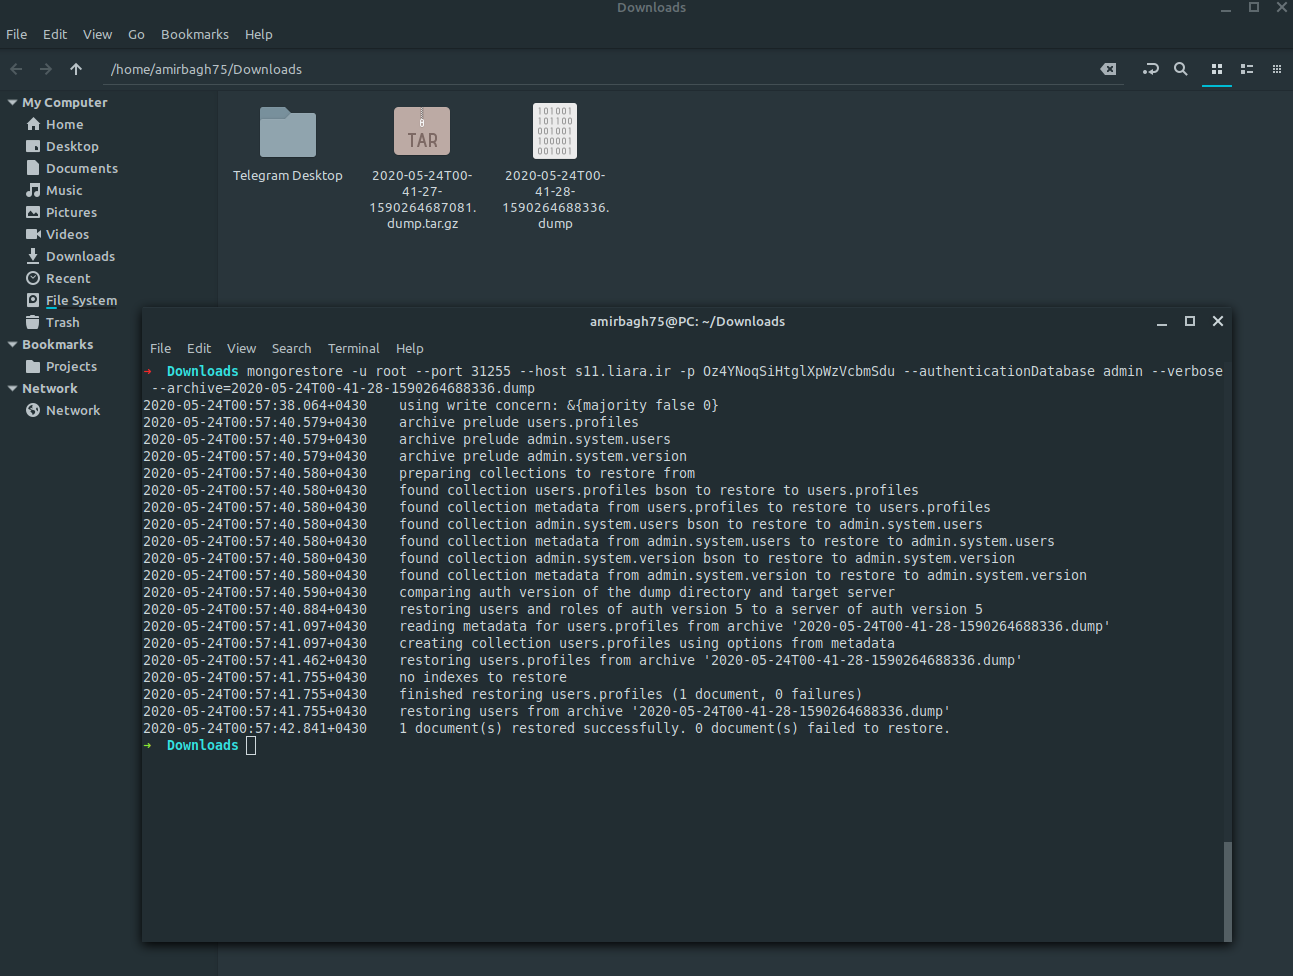 Downloads
File Edit View Go Bookmarks Help
/home/amirbagh75/Downloads
My Computer
Home
Desktop
Documents
Music
Pictures
Videos
Downloads
Recent
File System
Trash
Bookmarks
Projects
Network
Network
Telegram Desktop
TAR
2020-05-24T00-
41-27-
1590264687081.
dump.tar.gz
101001
101100
001001
100001
001001
2020-05-24T00-
41-28-
1590264688336.
dump
amirbagh75@PC: ~/Downloads
File Edit View Search Terminal Help
→ Downloads mongorestore -u root --port 31255 --host s11.liara.ir -p Oz4YNoqSiHtglXpWzVcbmSdu --authenticationDatabase admin --verbose
--archive=2020-05-24T00-41-28-1590264688336.dump
2020-05-24T00:57:38.064+0430 using write concern: &{majority false 0}
2020-05-24T00:57:40.579+0430 archive prelude users.profiles
2020-05-24T00:57:40.579+0430 archive prelude admin.system.users
2020-05-24T00:57:40.579+0430 archive prelude admin.system.version
2020-05-24T00:57:40.580+0430 preparing collections to restore from
2020-05-24T00:57:40.580+0430 found collection users.profiles bson to restore to users.profiles
2020-05-24T00:57:40.580+0430 found collection metadata from users.profiles to restore to users.profiles
2020-05-24T00:57:40.580+0430 found collection admin.system.users bson to restore to admin.system.users
2020-05-24T00:57:40.580+0430 found collection metadata from admin.system.users to restore to admin.system.users
2020-05-24T00:57:40.580+0430 found collection admin.system.version bson to restore to admin.system.version
2020-05-24T00:57:40.580+0430 found collection metadata from admin.system.version to restore to admin.system.version
2020-05-24T00:57:40.590+0430 comparing auth version of the dump directory and target server
2020-05-24T00:57:40.884+0430 restoring users and roles of auth version 5 to a server of auth version 5
2020-05-24T00:57:41.097+0430 reading metadata for users.profiles from archive '2020-05-24T00-41-28-1590264688336.dump'
2020-05-24T00:57:41.097+0430 creating collection users.profiles using options from metadata
2020-05-24T00:57:41.462+0430 restoring users.profiles from archive '2020-05-24T00-41-28-1590264688336.dump'
2020-05-24T00:57:41.755+0430 no indexes to restore
2020-05-24T00:57:41.755+0430 finished restoring users.profiles (1 document, 0 failures)
2020-05-24T00:57:41.755+0430 restoring users from archive '2020-05-24T00-41-28-1590264688336.dump'
2020-05-24T00:57:42.841+0430 1 document(s) restored successfully. 0 document(s) failed to restore.
→ Downloads